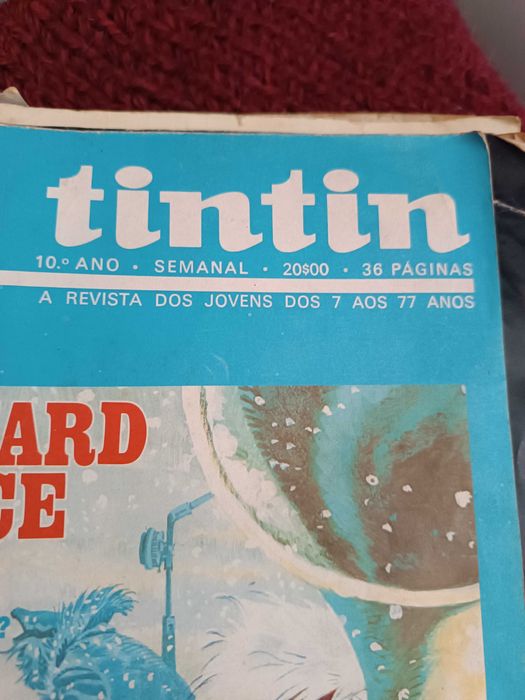 tintin
10.º ANO • SEMANAL • 20$00 • 36 PÁGINAS
A REVISTA DOS JOVENS DOS 7 AOS 77 ANOS
ARD
CE
?